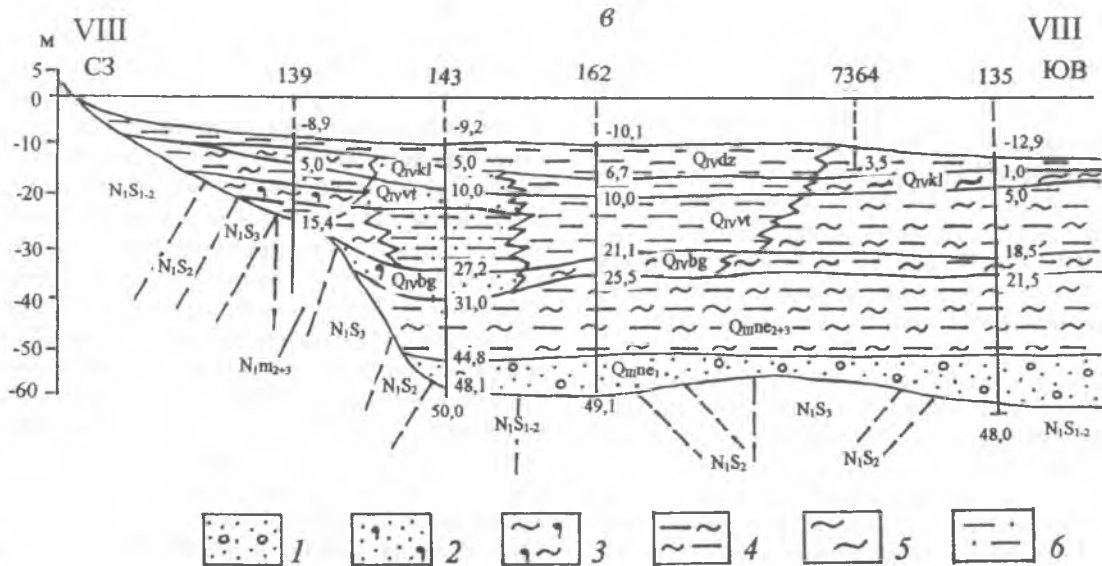 в
VIII VIII
м СЗ 139 143 162 7364 135 ЮВ
5
0
-8,9 -9,2 -10,1 -12,9
-10
QIVdz
5,0 QIVkl 5,0 6,7 3,5 QIVkl 1,0
-20
N₁S₁₋₂ QIVvt 10,0 10,0 5,0
15,4 QIVvt
N₁S₂ 21,1 18,5
-30
N₁S₂ 27,2 QIVbg
QIVbg 25,5 21,5
-40
31,0
N₁S₃ QIIIne₂₊₃
-50
N₁m₂₊₃ 44,8
N₁S₂ QIIIne₁
-60
48,1 N₁S₃
50,0 N₁S₁₋₂ 49,1 48,0 N₁S₁₋₂
N₁S₂ N₁S₂
1 2 3 4 5 6